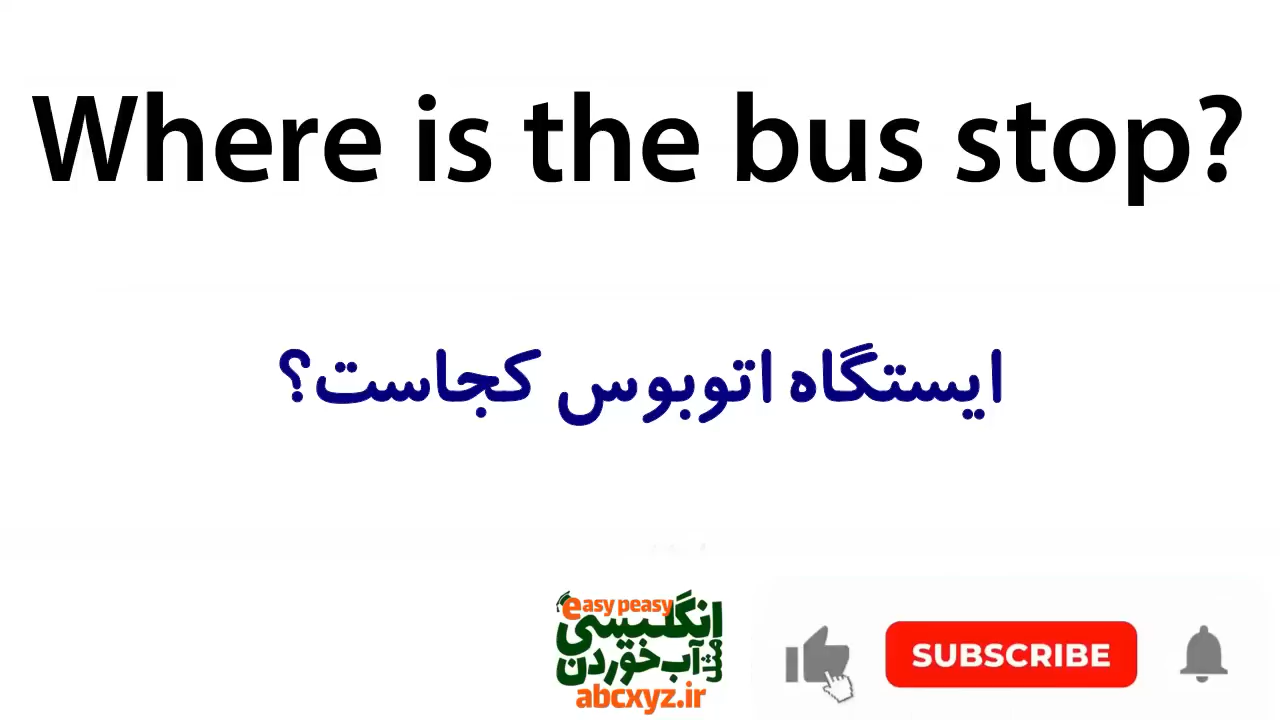 Where is the bus stop?
ایستگاه اتوبوس کجاست؟
easy peasy
انگلیسی
مثل آب خوردن
abcxyz.ir
SUBSCRIBE